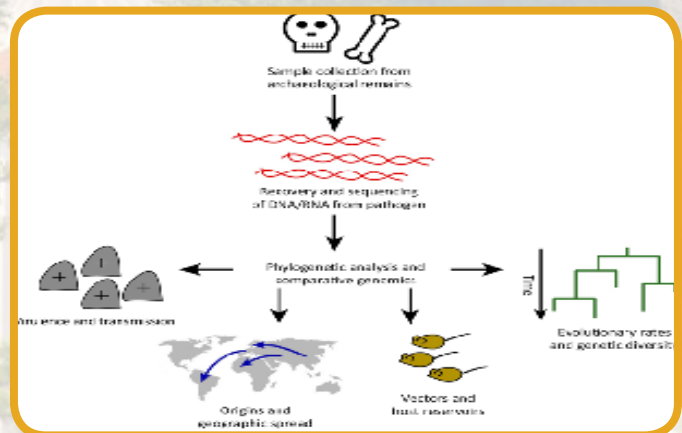 Sample collection from
archaeological remains
Recovery and sequencing
of DNA/RNA from pathogen
Phylogenetic analysis and
comparative genomics
Time
and transmission
Evolutionary rates
and genetic
Origins and
geographic spread
Vectors and
host reservoirs